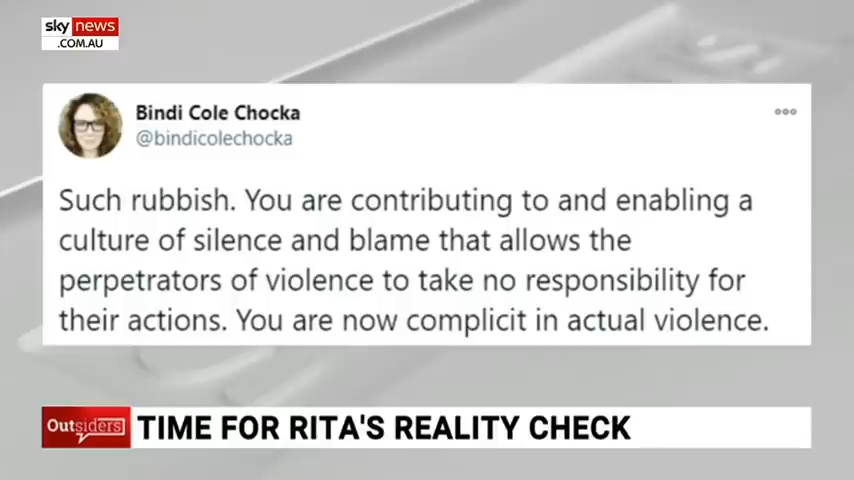 sky news
.COM.AU
Bindi Cole Chocka
@bindicolechocka
Such rubbish. You are contributing to and enabling a
culture of silence and blame that allows the
perpetrators of violence to take no responsibility for
their actions. You are now complicit in actual violence.
Outsiders TIME FOR RITA'S REALITY CHECK